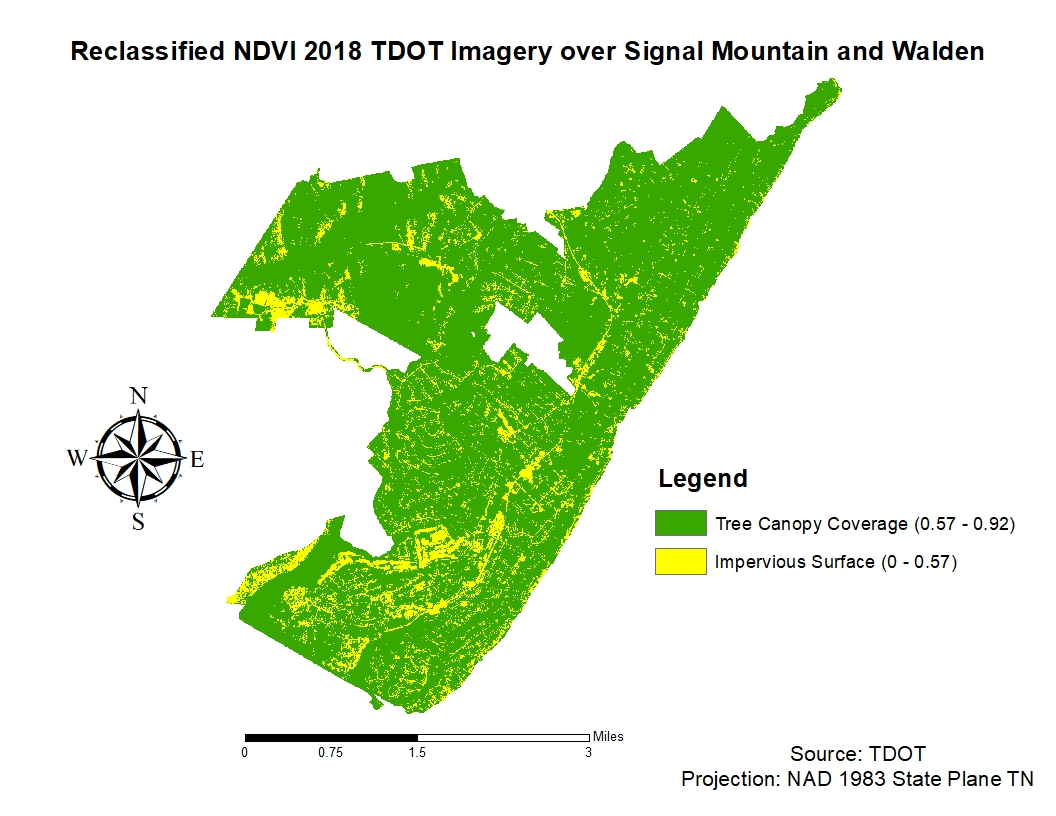 Reclassified NDVI 2018 TDOT Imagery over Signal Mountain and Walden
N
W E
S
Legend
Tree Canopy Coverage (0.57 - 0.92)
Impervious Surface (0 - 0.57)
Miles
0 0.75 1.5 3
Source: TDOT
Projection: NAD 1983 State Plane TN